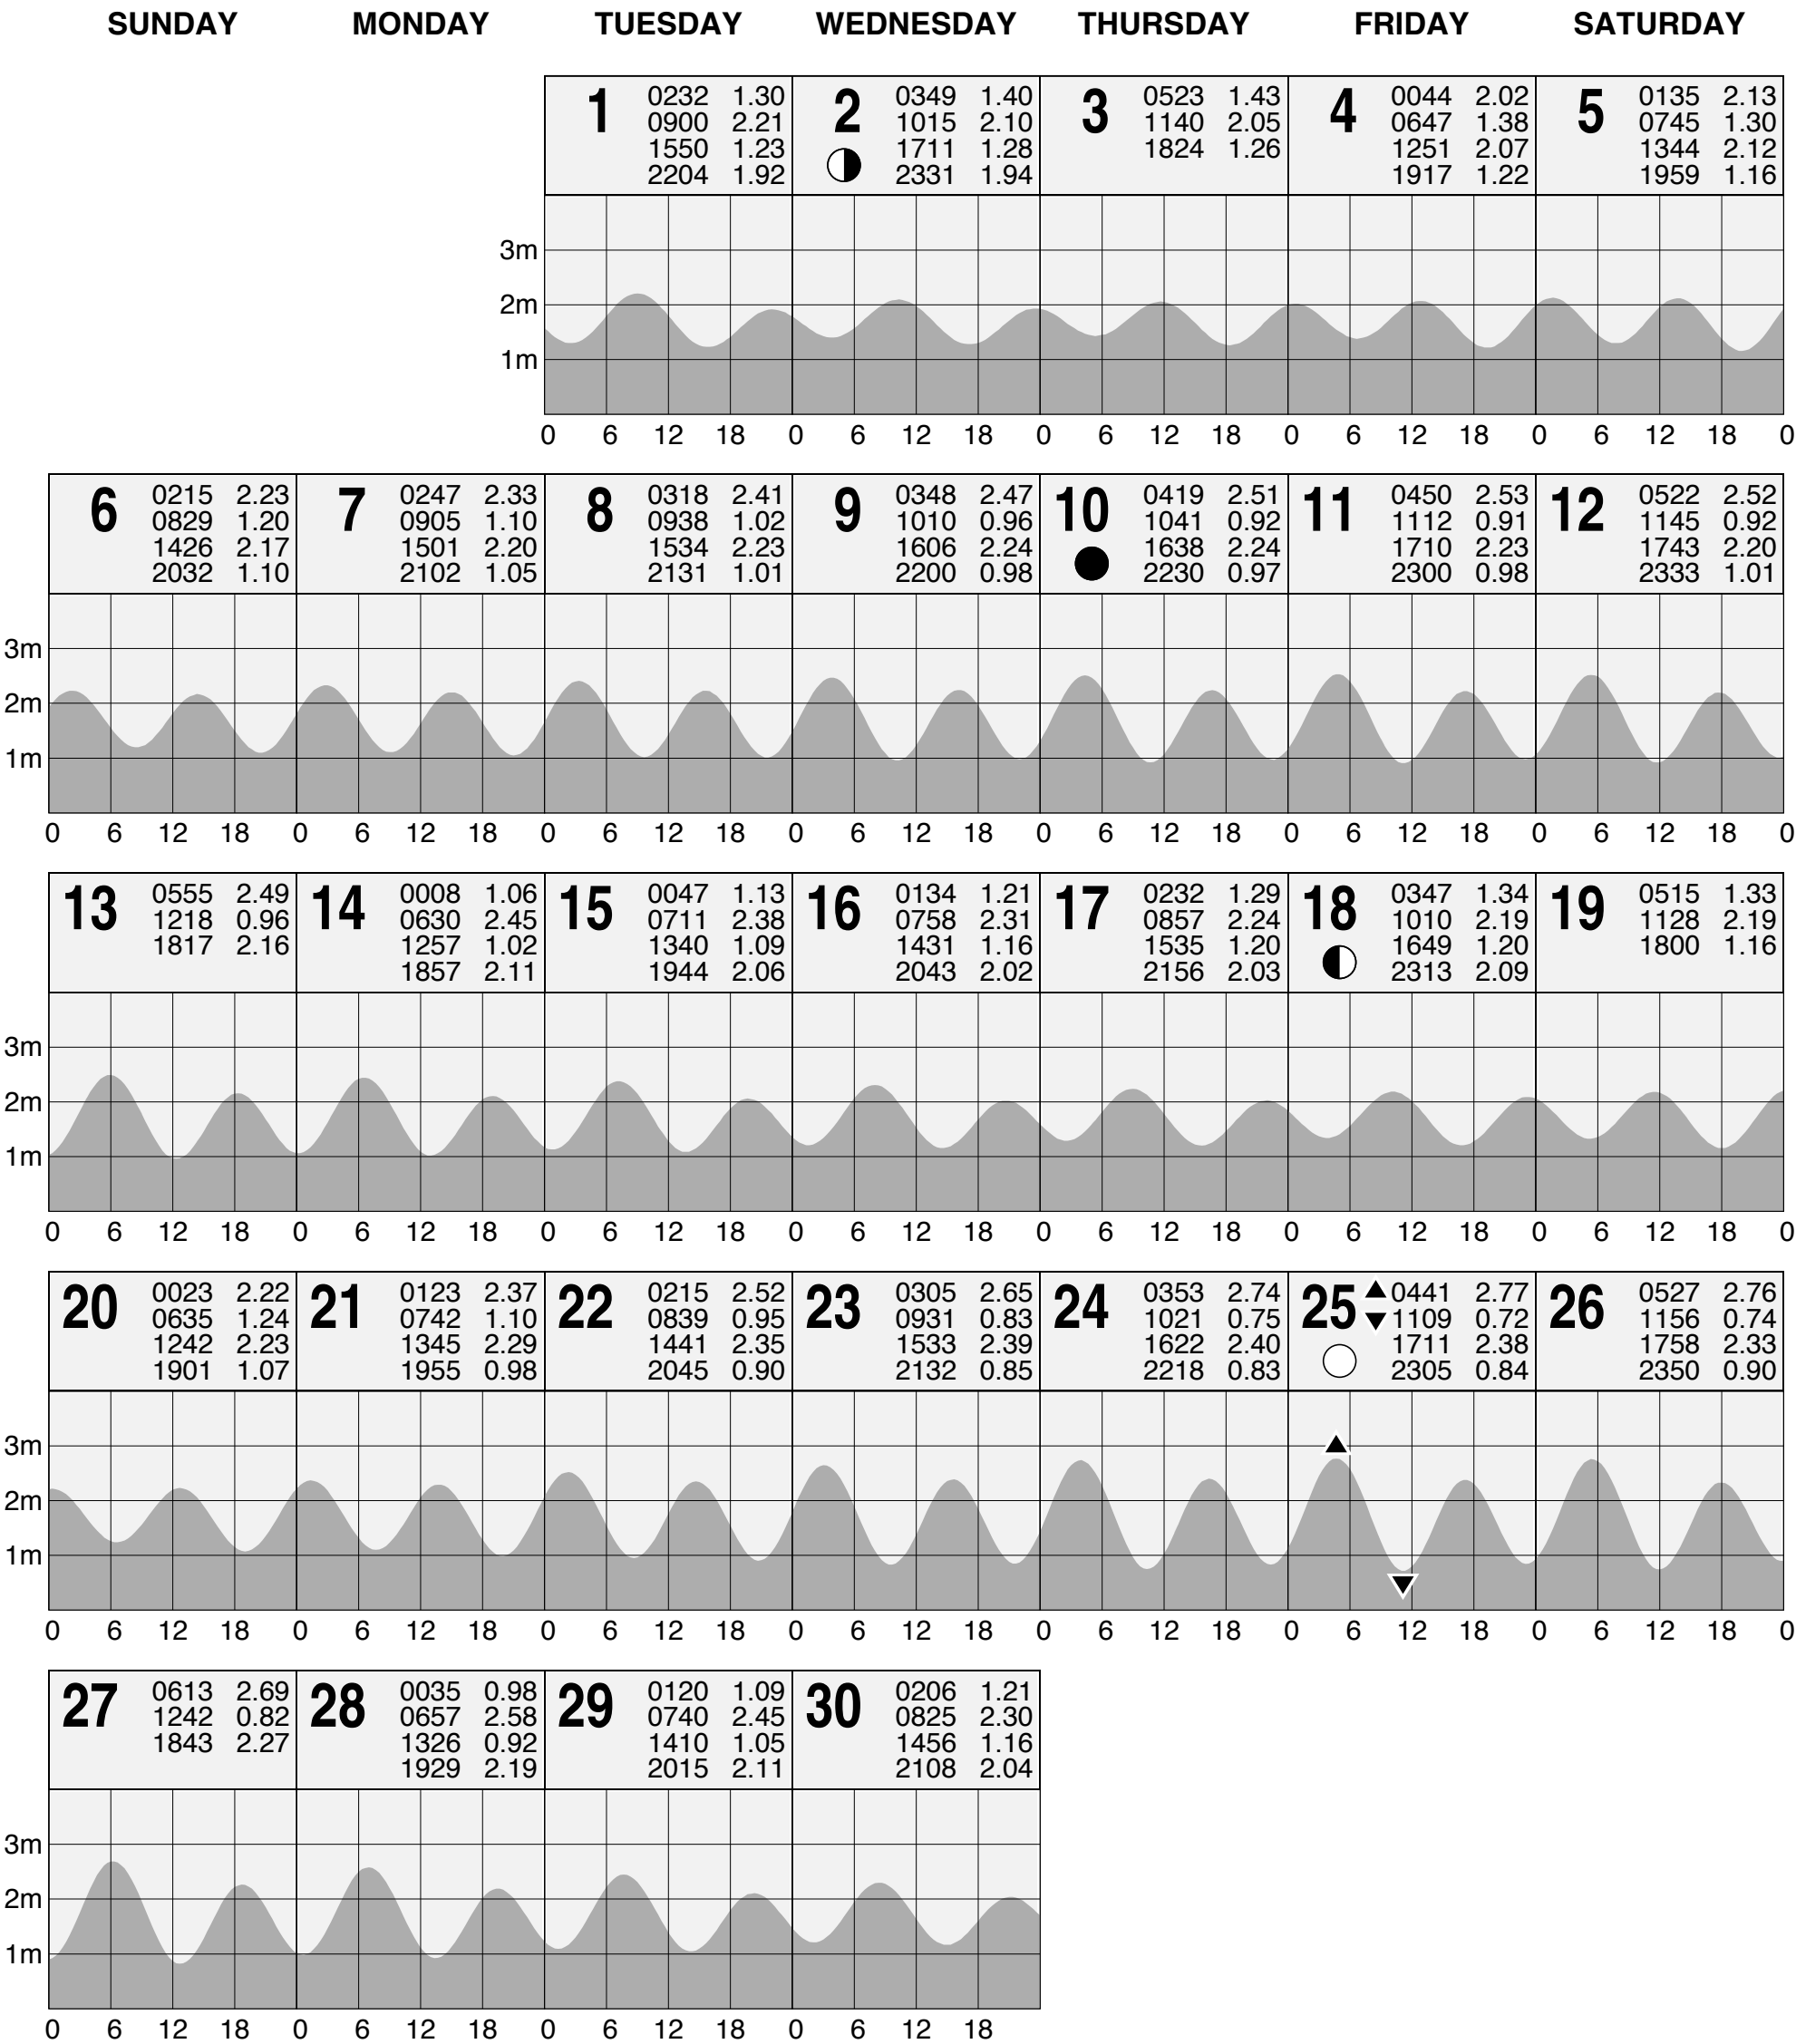 SUNDAY MONDAY TUESDAY WEDNESDAY THURSDAY FRIDAY SATURDAY
1 0232 1.30 2 0349 1.40 3 0523 1.43 4 0044 2.02 5 0135 2.13
0900 2.21 1015 2.10 1140 2.05 0647 1.38 0745 1.30
1550 1.23 1711 1.28 1824 1.26 1251 2.07 1344 2.12
2204 1.92 2331 1.94 1917 1.22 1959 1.16
3m
2m
1m
0 6 12 18 0 6 12 18 0 6 12 18 0 6 12 18 0 6 12 18 0
6 0215 2.23 7 0247 2.33 8 0318 2.41 9 0348 2.47 10 0419 2.51 11 0450 2.53 12 0522 2.52
0829 1.20 0905 1.10 0938 1.02 1010 0.96 1041 0.92 1112 0.91 1145 0.92
1426 2.17 1501 2.20 1534 2.23 1606 2.24 1638 2.24 1710 2.23 1743 2.20
2032 1.10 2102 1.05 2131 1.01 2200 0.98 2230 0.97 2300 0.98 2333 1.01
3m
2m
1m
0 6 12 18 0 6 12 18 0 6 12 18 0 6 12 18 0 6 12 18 0 6 12 18 0 6 12 18 0
13 0555 2.49 14 0008 1.06 15 0047 1.13 16 0134 1.21 17 0232 1.29 18 0347 1.34 19 0515 1.33
1218 0.96 0630 2.45 0711 2.38 0758 2.31 0857 2.24 1010 2.19 1128 2.19
1817 2.16 1257 1.02 1340 1.09 1431 1.16 1535 1.20 1649 1.20 1800 1.16
1857 2.11 1944 2.06 2043 2.02 2156 2.03 2313 2.09
3m
2m
1m
0 6 12 18 0 6 12 18 0 6 12 18 0 6 12 18 0 6 12 18 0 6 12 18 0 6 12 18 0
20 0023 2.22 21 0123 2.37 22 0215 2.52 23 0305 2.65 24 0353 2.74 25 0441 2.77 26 0527 2.76
0635 1.24 0742 1.10 0839 0.95 0931 0.83 1021 0.75 1109 0.72 1156 0.74
1242 2.23 1345 2.29 1441 2.35 1533 2.39 1622 2.40 1711 2.38 1758 2.33
1901 1.07 1955 0.98 2045 0.90 2132 0.85 2218 0.83 2305 0.84 2350 0.90
3m
2m
1m
0 6 12 18 0 6 12 18 0 6 12 18 0 6 12 18 0 6 12 18 0 6 12 18 0 6 12 18 0
27 0613 2.69 28 0035 0.98 29 0120 1.09 30 0206 1.21
1242 0.82 0657 2.58 0740 2.45 0825 2.30
1843 2.27 1326 0.92 1410 1.05 1456 1.16
1929 2.19 2015 2.11 2108 2.04
3m
2m
1m
0 6 12 18 0 6 12 18 0 6 12 18 0 6 12 18